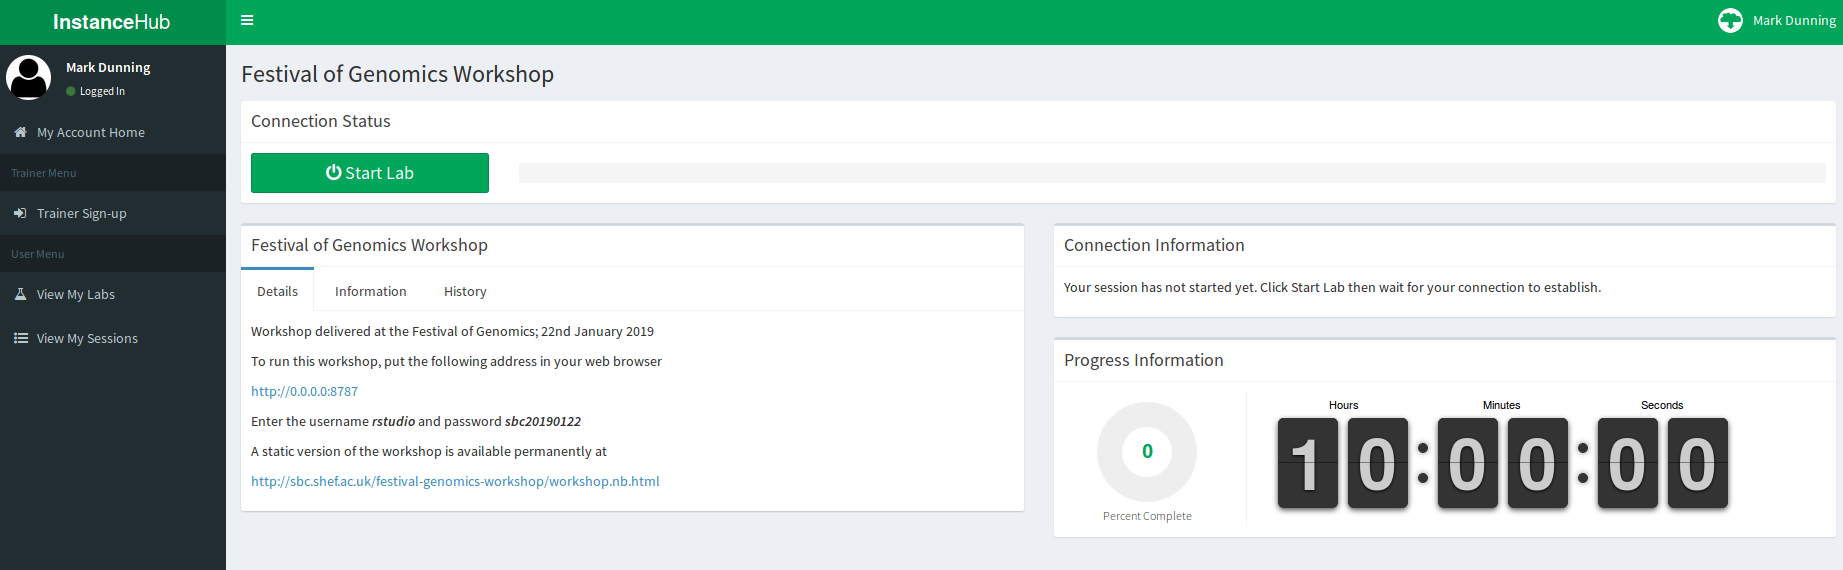 InstanceHub
Mark Dunning
Mark Dunning
Logged In
My Account Home
Trainer Menu
Trainer Sign-up
User Menu
View My Labs
View My Sessions
Festival of Genomics Workshop
Connection Status
Start Lab
Festival of Genomics Workshop
Details Information History
Workshop delivered at the Festival of Genomics; 22nd January 2019
To run this workshop, put the following address in your web browser
http://0.0.0.0:8787
Enter the username rstudio and password sbc20190122
A static version of the workshop is available permanently at
http://sbc.shef.ac.uk/festival-genomics-workshop/workshop.nb.html
Connection Information
Your session has not started yet. Click Start Lab then wait for your connection to establish.
Progress Information
0
Percent Complete
Hours Minutes Seconds
10:00:00